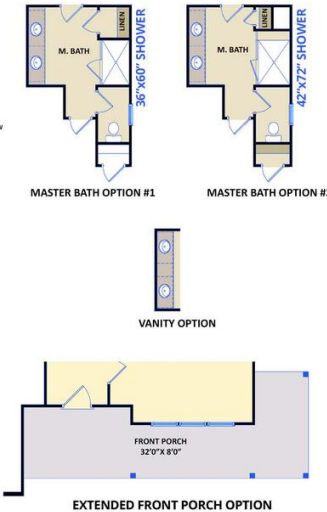 LINEN
M. BATH
36"x60" SHOWER
MASTER BATH OPTION #1
LINEN
M. BATH
42"x72" SHOWER
MASTER BATH OPTION
VANITY OPTION
FRONT PORCH
32'0"X 8'0"
EXTENDED FRONT PORCH OPTION